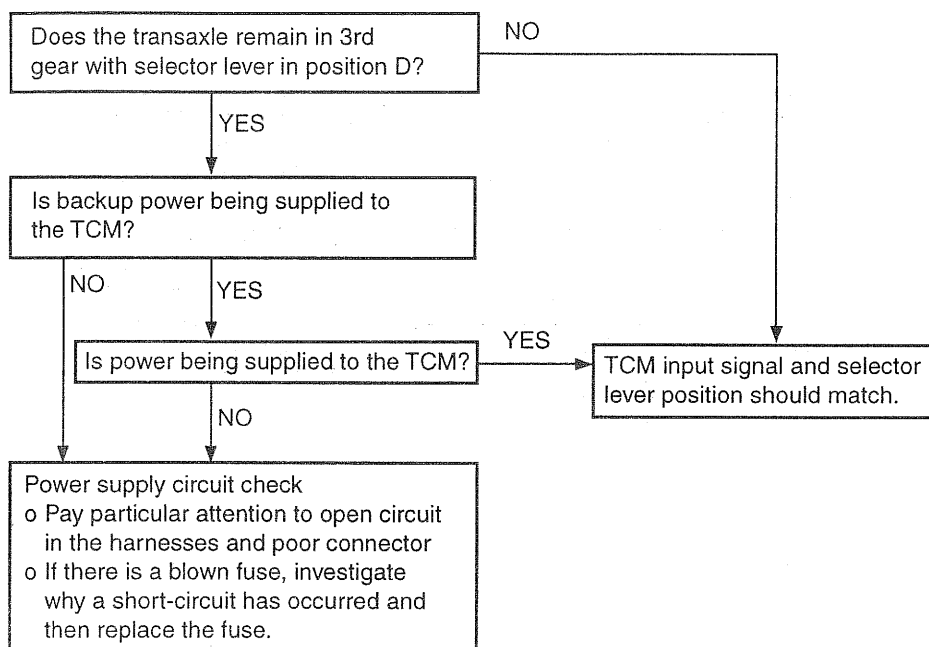 Does the transaxle remain in 3rd
gear with selector lever in position D?
NO
YES
Is backup power being supplied to
the TCM?
NO
YES
Is power being supplied to the TCM?
YES
TCM input signal and selector
lever position should match.
NO
Power supply circuit check
o Pay particular attention to open circuit
in the harnesses and poor connector
o If there is a blown fuse, investigate
why a short-circuit has occurred and
then replace the fuse.